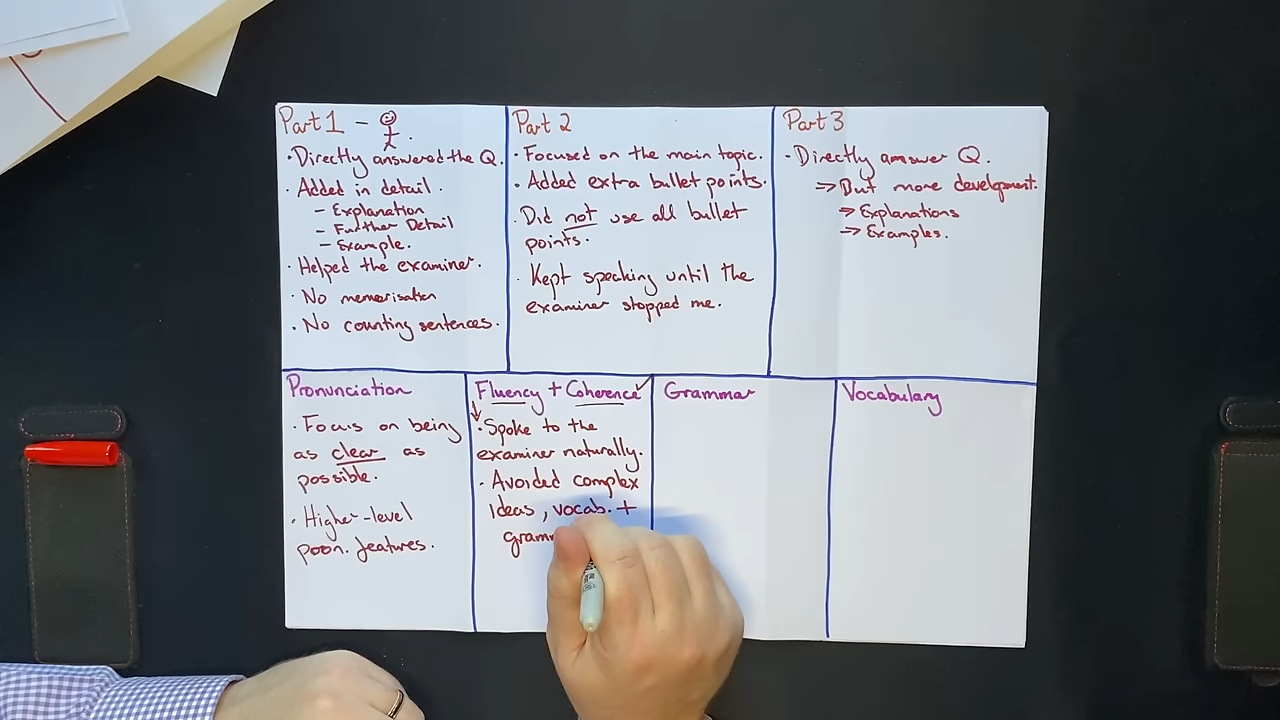 Part 1 -
· Directly answered the Q.
· Added in detail.
- Explanation
- Further Detail
- Example.
· Helped the examiner.
· No memorisation
· No counting sentences.
Part 2
· Focused on the main topic.
· Added extra bullet points.
· Did not use all bullet
points.
· Kept speaking until the
examiner stopped me.
Part 3
· Directly answer Q.
⇒ But more development.
→ Explanations
→ Examples.
Pronunciation
· Focus on being
as clear as
possible.
· Higher-level
pron. features.
Fluency + Coherence ✓
· Spoke to the
examiner naturally.
· Avoided complex
ideas, vocab. +
Grammar
Vocabulary